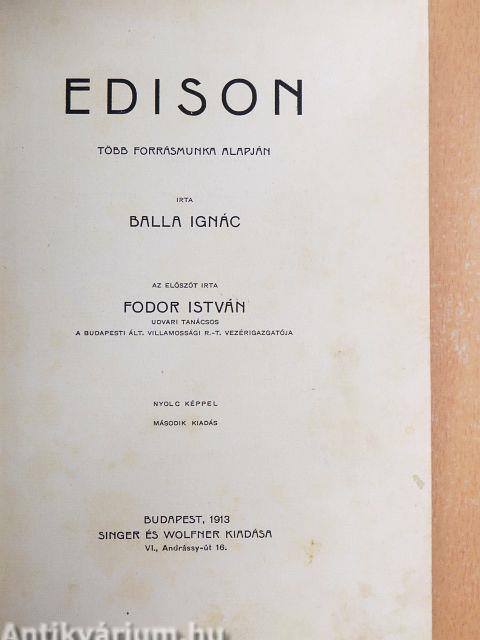 EDISON
TÖBB FORRÁSMUNKA ALAPJÁN
IRTA
BALLA IGNÁC
AZ ELŐSZÓT IRTA
FODOR ISTVÁN
UDVARI TANÁCSOS
A BUDAPESTI ÁLT. VILLAMOSSÁGI R.-T. VEZÉRIGAZGATÓJA
NYOLC KÉPPEL
MÁSODIK KIADÁS
BUDAPEST, 1913
SINGER ÉS WOLFNER KIADÁSA
VI., Andrássy-út 16.
Antikvárium.hu